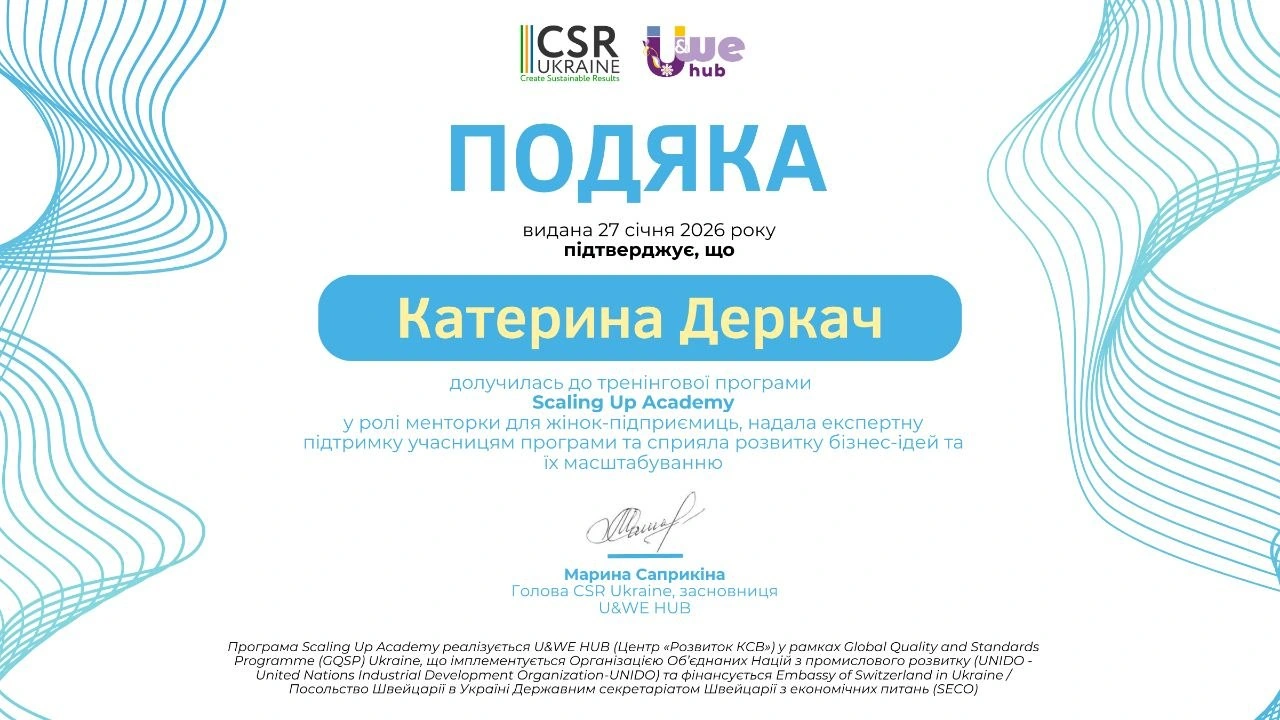 CSR
UKRAINE
Create Sustainable Results
U&we
hub
ПОДЯКА
видана 27 січня 2026 року
підтверджує, що
Катерина Деркач
долучилась до тренінгової програми
Scaling Up Academy
у ролі менторки для жінок-підприємиць, надала експертну
підтримку учасницям програми та сприяла розвитку бізнес-ідей та
їх масштабуванню
Марина Саприкіна
Голова CSR Ukraine, засновниця
U&WE HUB
Програма Scaling Up Academy реалізується U&WE HUB (Центр «Розвиток КСВ») у рамках Global Quality and Standards
Programme (GQSP) Ukraine, що імплементується Організацією Об'єднаних Націй з промислового розвитку (UNIDO -
United Nations Industrial Development Organization-UNIDO) та фінансується Embassy of Switzerland in Ukraine /
Посольство Швейцарії в Україні Державним секретаріатом Швейцарії з економічних питань (SECO)